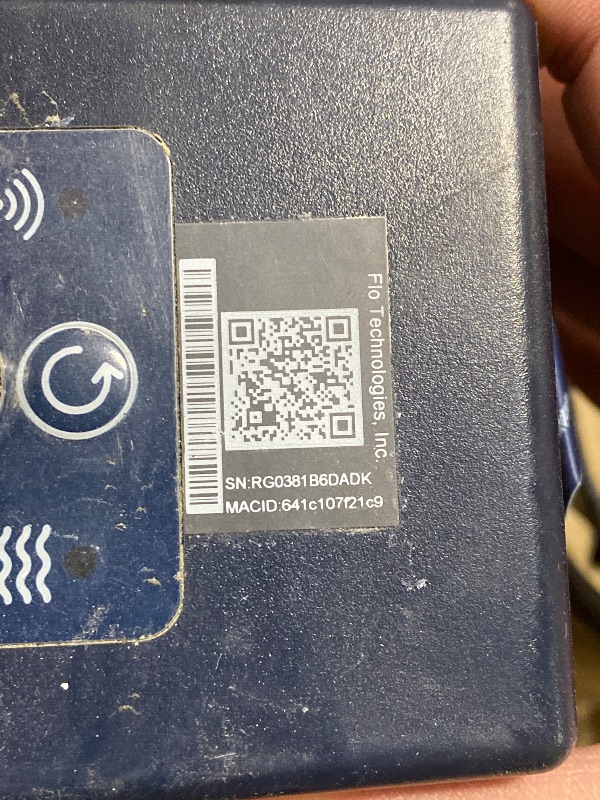 Flo Technologies, Inc.
SN:RG0381B6DADK
MACID:641c107f21c9